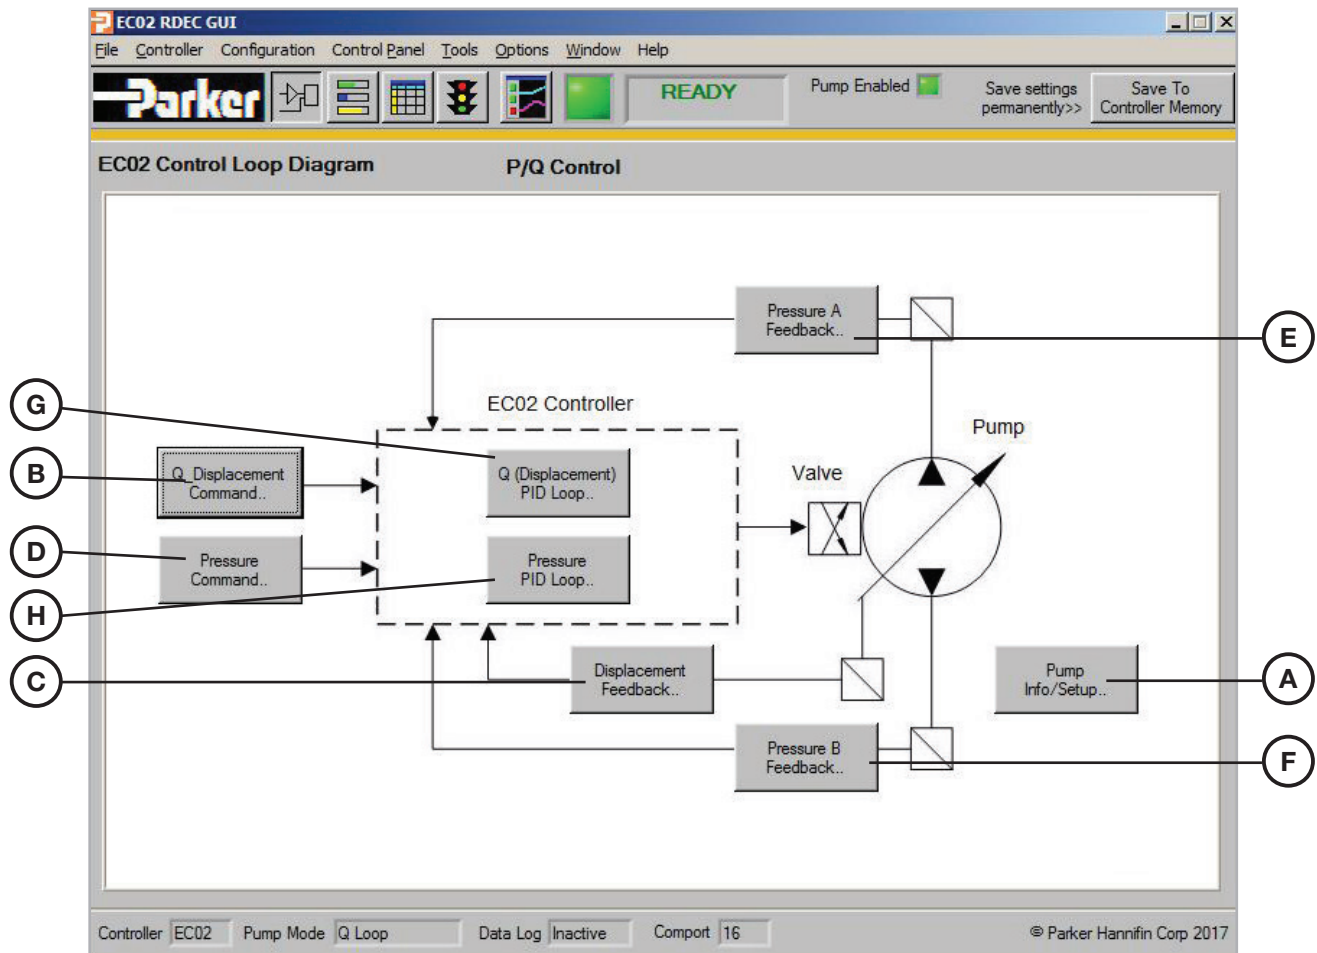 EC02 RDEC GUI
File Controller Configuration Control Panel Tools Options Window Help
Parker
READY
Pump Enabled
Save settings
permanently>>
Save To
Controller Memory
EC02 Control Loop Diagram
P/Q Control
Pressure A
Feedback..
E
G
EC02 Controller
Pump
B
Q_Displacement
Command..
Q (Displacement)
PID Loop..
Valve
D
Pressure
Command..
Pressure
PID Loop..
H
C
Displacement
Feedback..
Pump
Info/Setup..
A
Pressure B
Feedback..
F
Controller EC02 Pump Mode Q Loop Data Log Inactive Comport 16 © Parker Hannifin Corp 2017